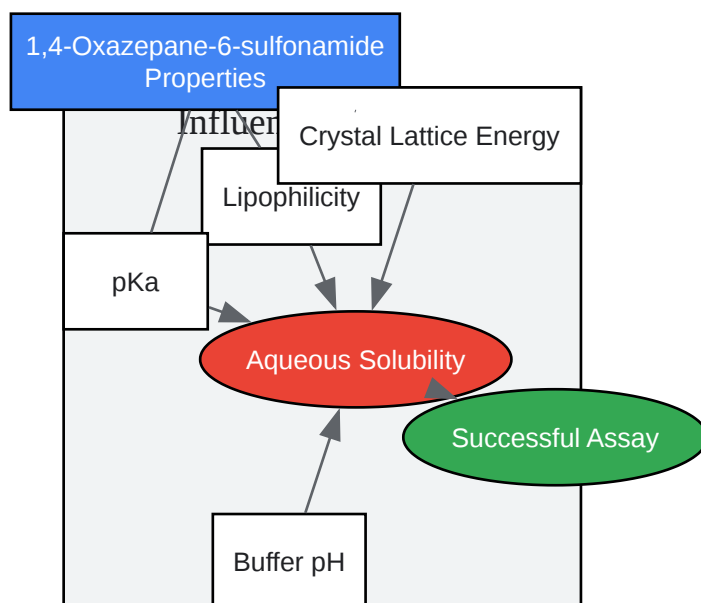 1,4-Oxazepane-6-sulfonamide
Properties
Crystal Lattice Energy
Lipophilicity
pKa
Aqueous Solubility
Successful Assay
Buffer pH